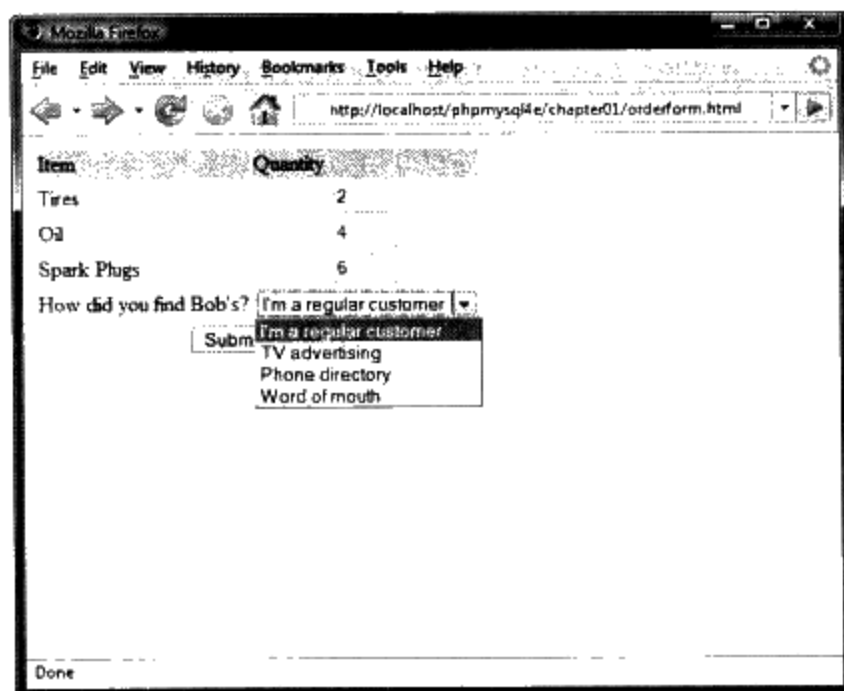 Mozilla Firefox
File Edit View History Bookmarks Tools Help
http://localhost/phpmysql4e/chapter01/orderform.html
Item Quantity
Tires 2
Oil 4
Spark Plugs 6
How did you find Bob's? I'm a regular customer
Subm I'm a regular customer
TV advertising
Phone directory
Word of mouth
Done